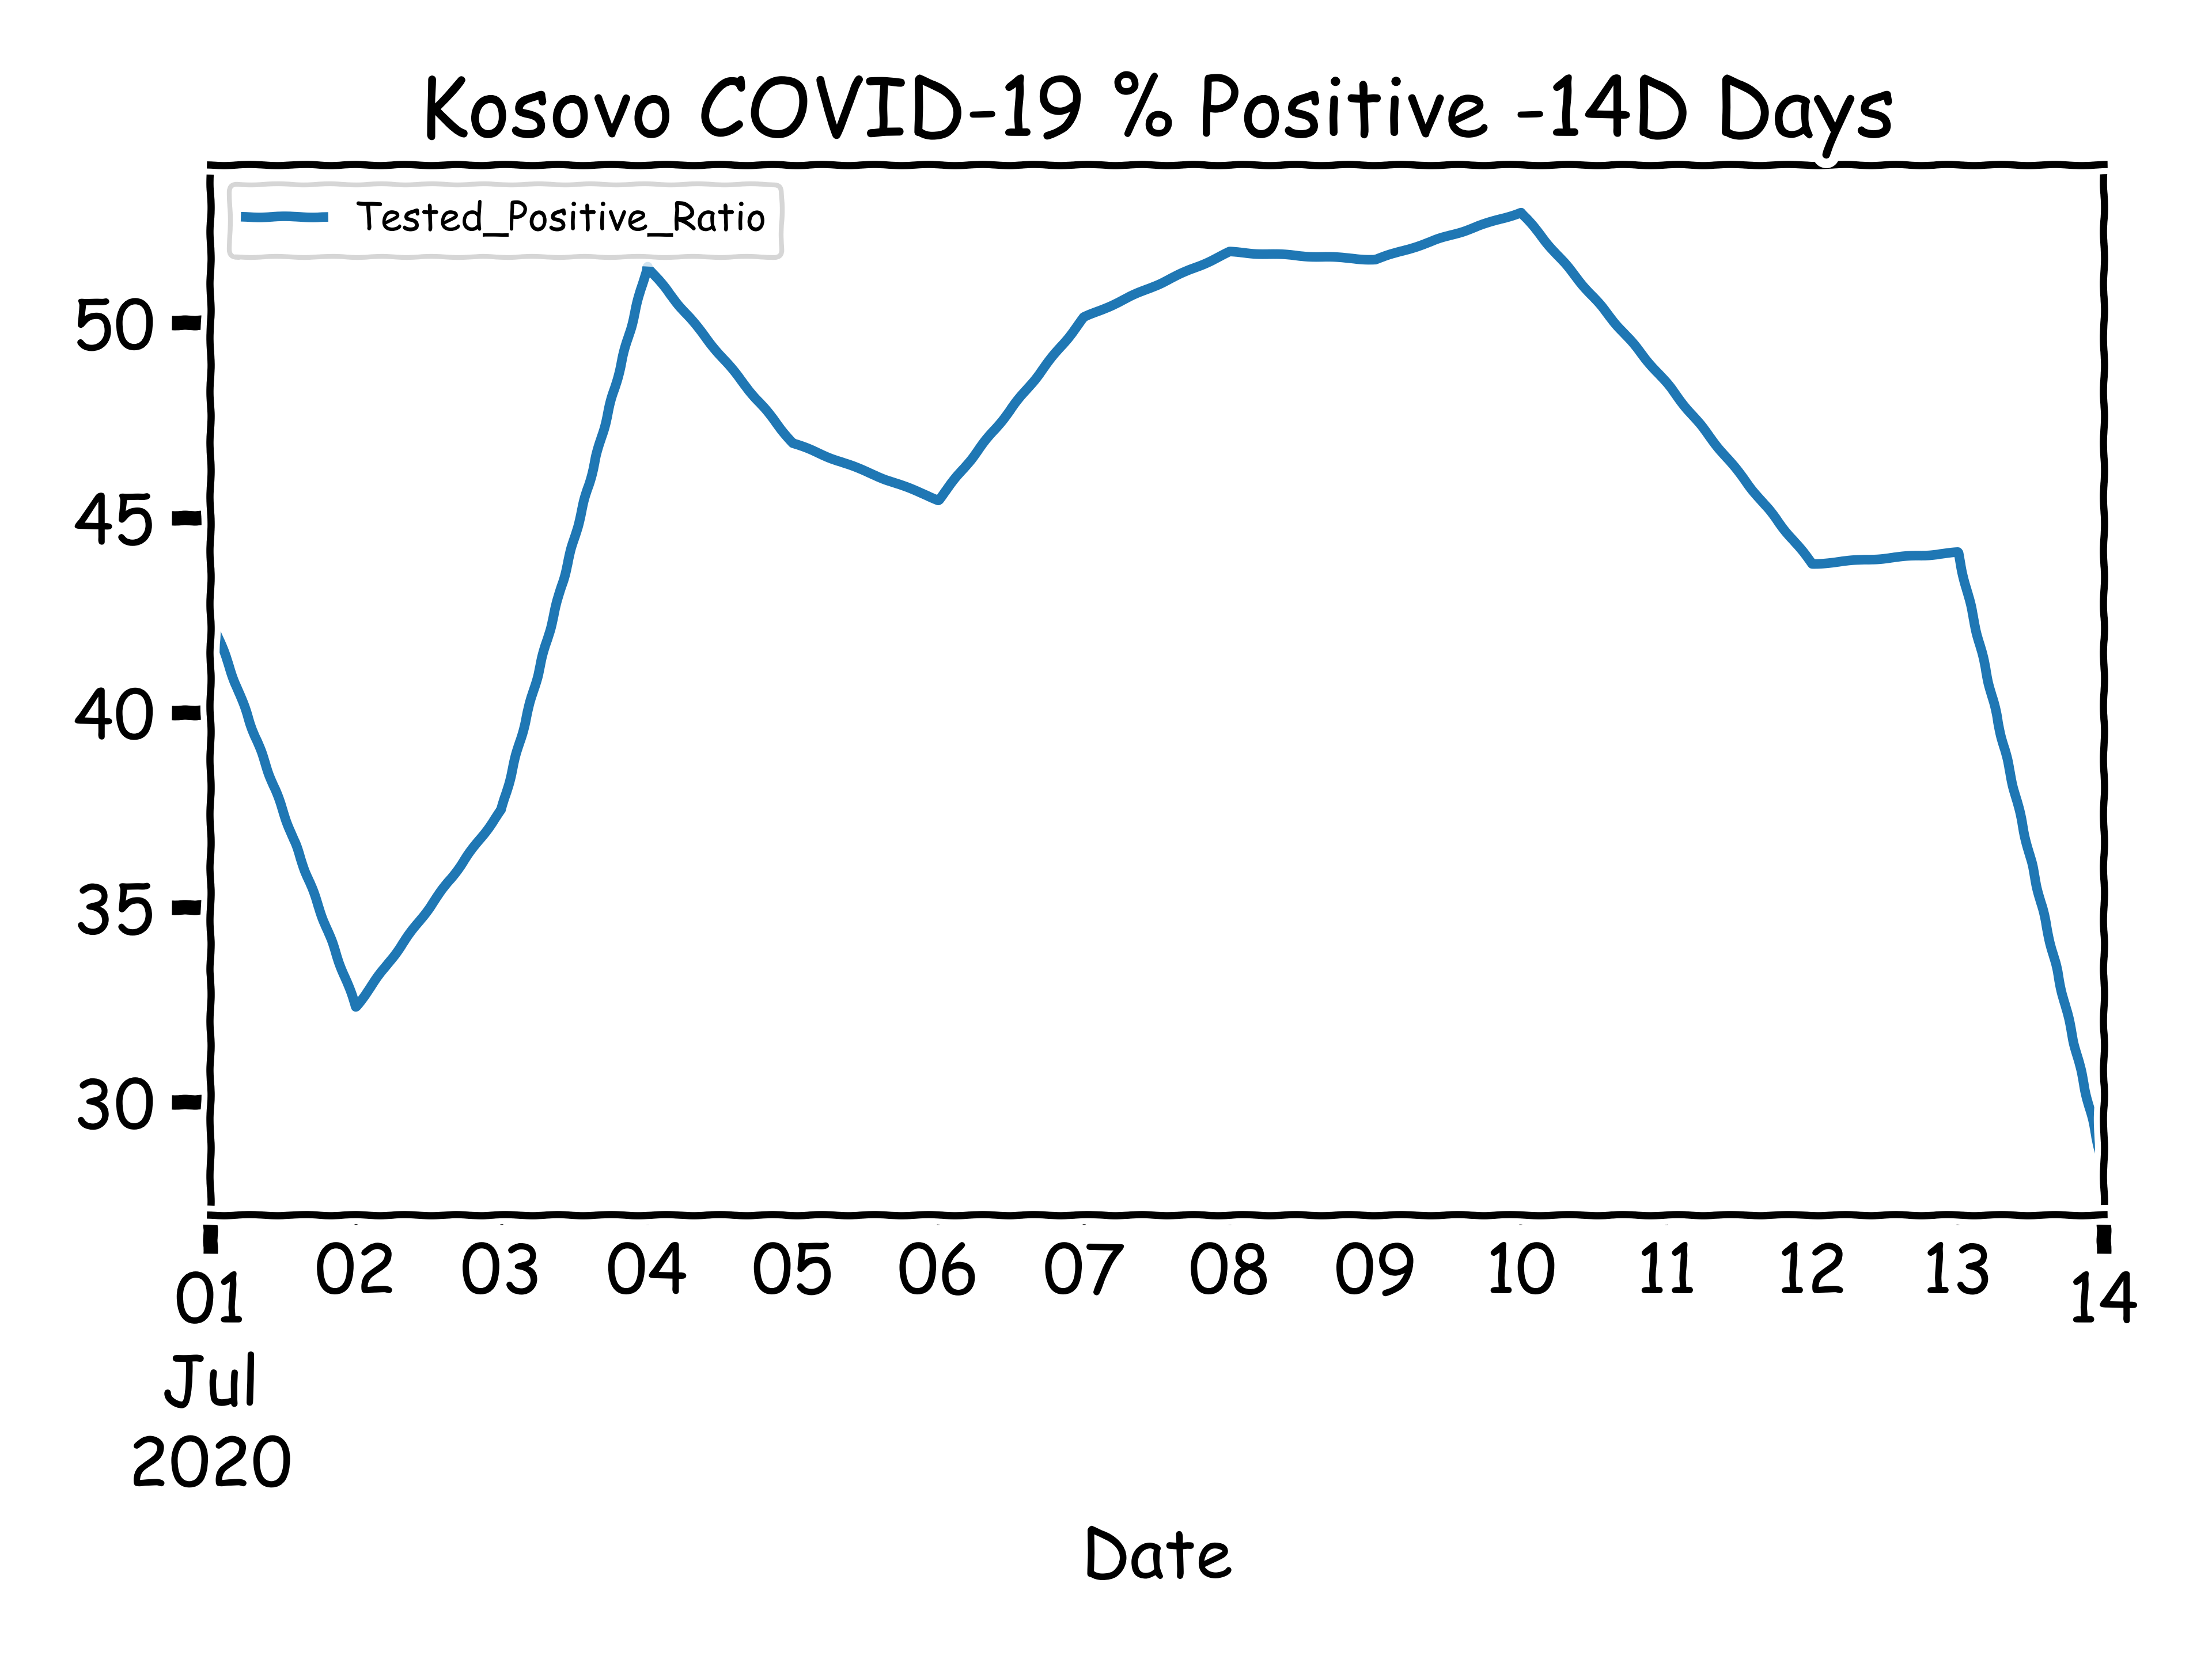 Kosovo COVID-19 % Positive -14D Days
Tested_Positive_Ratio
50
45
40
35
30
01 02 03 04 05 06 07 08 09 10 11 12 13 14
Jul
2020
Date